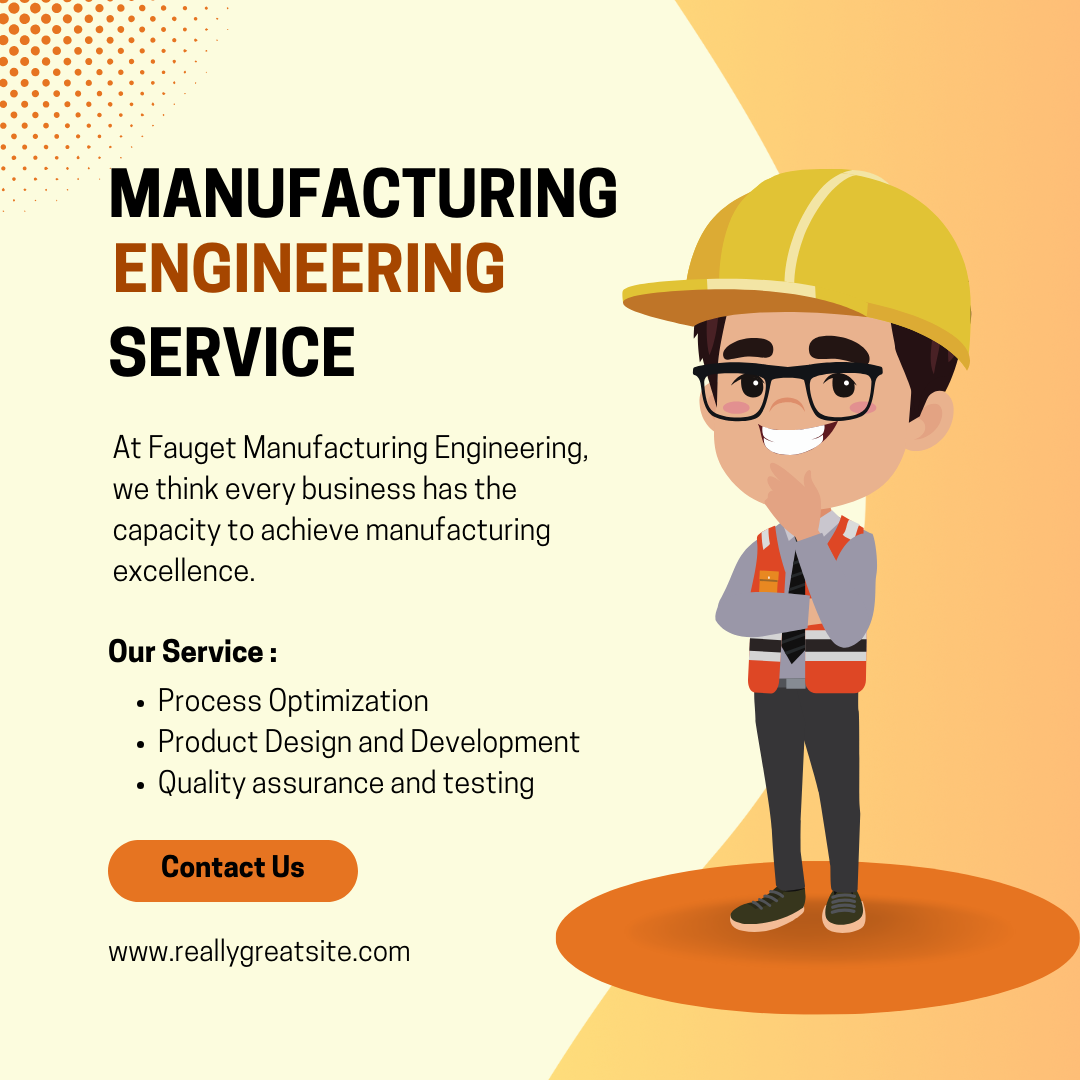 MANUFACTURING
ENGINEERING
SERVICE
At Fauget Manufacturing Engineering,
we think every business has the
capacity to achieve manufacturing
excellence.
Our Service :
• Process Optimization
• Product Design and Development
• Quality assurance and testing
Contact Us
www.reallygreatsite.com